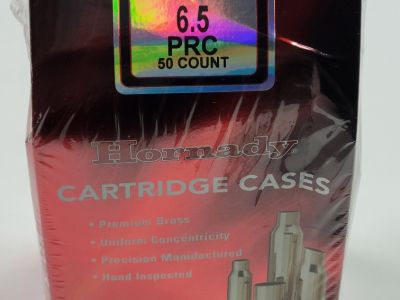 6.5
PRC
50 COUNT
Hornady
CARTRIDGE CASES
• Premium Brass
• Uniform Concentricity
• Precision Manufactured
• Hand Inspected